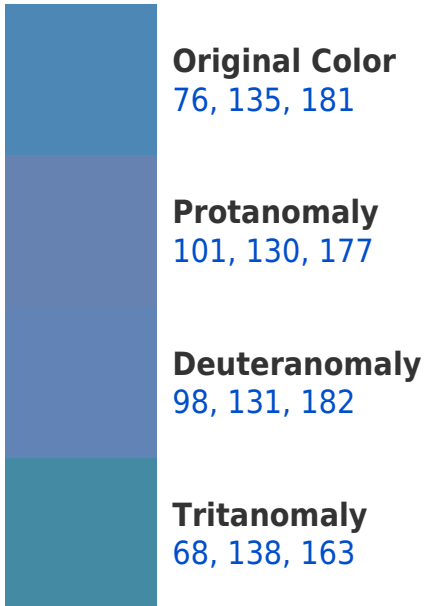 Original Color
76, 135, 181
Protanomaly
101, 130, 177
Deuteranomaly
98, 131, 182
Tritanomaly
68, 138, 163